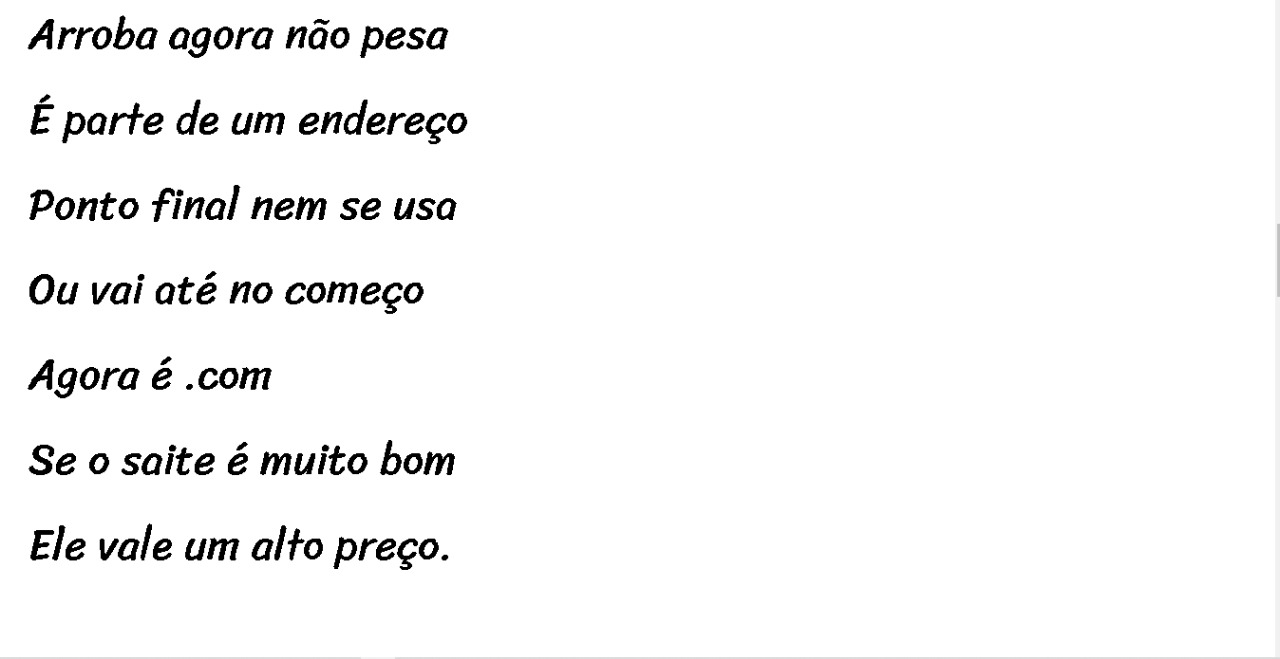 Arroba agora não pesa
É parte de um endereço
Ponto final nem se usa
Ou vai até no começo
Agora é .com
Se o saite é muito bom
Ele vale um alto preço.